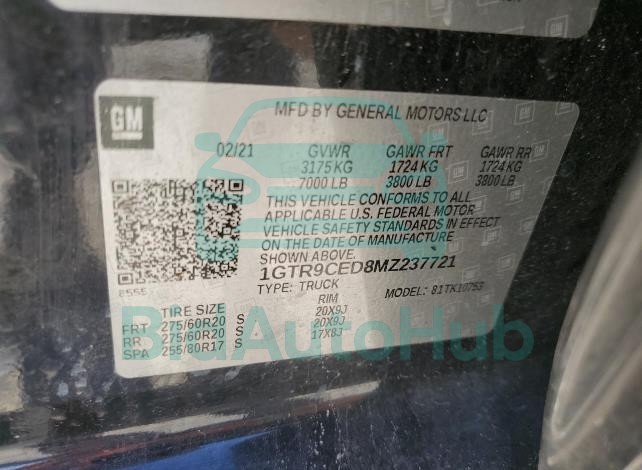 GM
MFD BY GENERAL MOTORS LLC
02/21 GVWR GAWR FRT GAWR RR
3175 KG 1724 KG 1724 KG
7000 LB 3800 LB 3800 LB
THIS VEHICLE CONFORMS TO ALL
APPLICABLE U.S. FEDERAL MOTOR
VEHICLE SAFETY STANDARDS IN EFFECT
ON THE DATE OF MANUFACTURE
SHOWN ABOVE.
1GTR9CED8MZ237721
TYPE: TRUCK MODEL: 81TK10753
8555
TIRE SIZE RIM
FRT 275/60R20 S 20X9J
RR 275/60R20 S 20X9J
SPA 255/80R17 S 17X8J
BidAutoHub